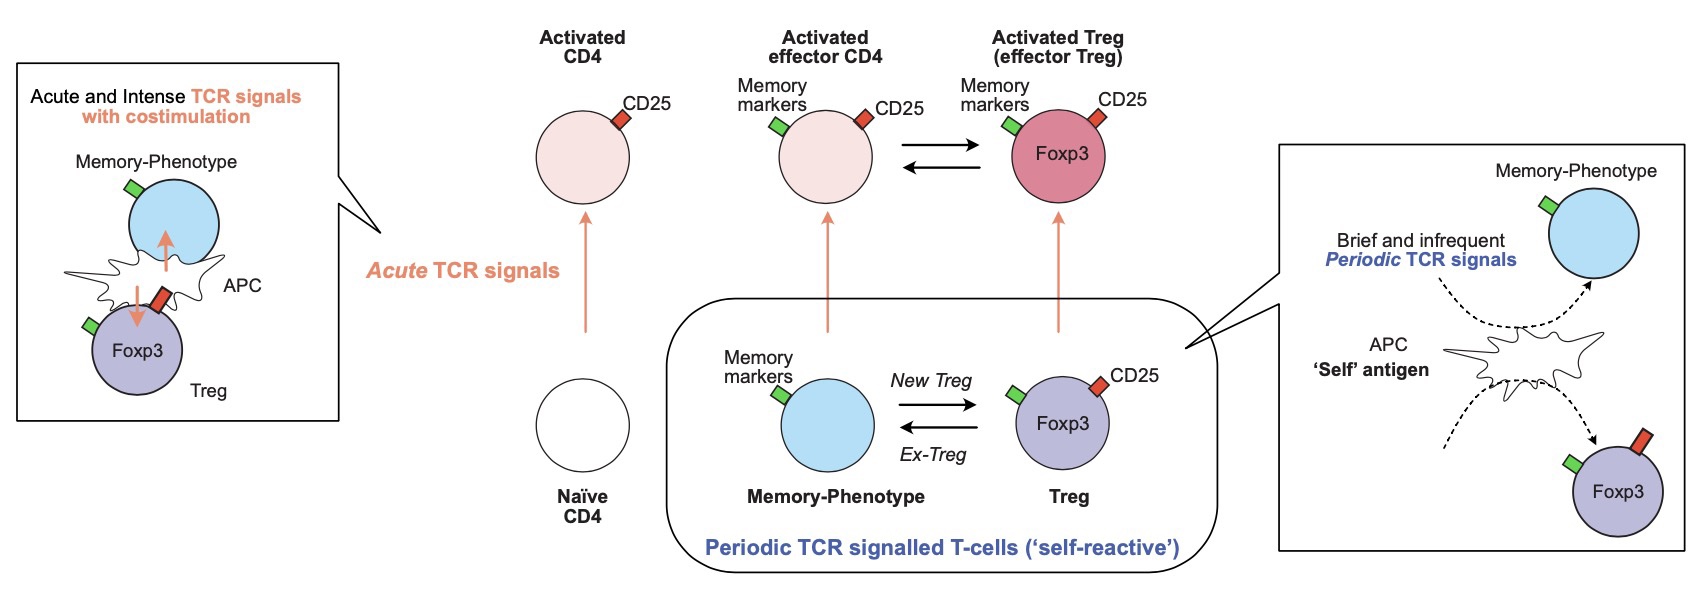 Acute and Intense TCR signals
with costimulation
Memory-Phenotype
APC
Foxp3
Treg
Acute TCR signals
Activated
CD4
CD25
Naïve
CD4
Activated
effector CD4
Memory
markers
CD25
Activated Treg
(effector Treg)
Memory
markers
CD25
Foxp3
Memory
markers
New Treg
Ex-Treg
CD25
Foxp3
Memory-Phenotype
Treg
Periodic TCR signalled T-cells (‘self-reactive’)
Memory-Phenotype
Brief and infrequent
Periodic TCR signals
APC
‘Self’ antigen
Foxp3